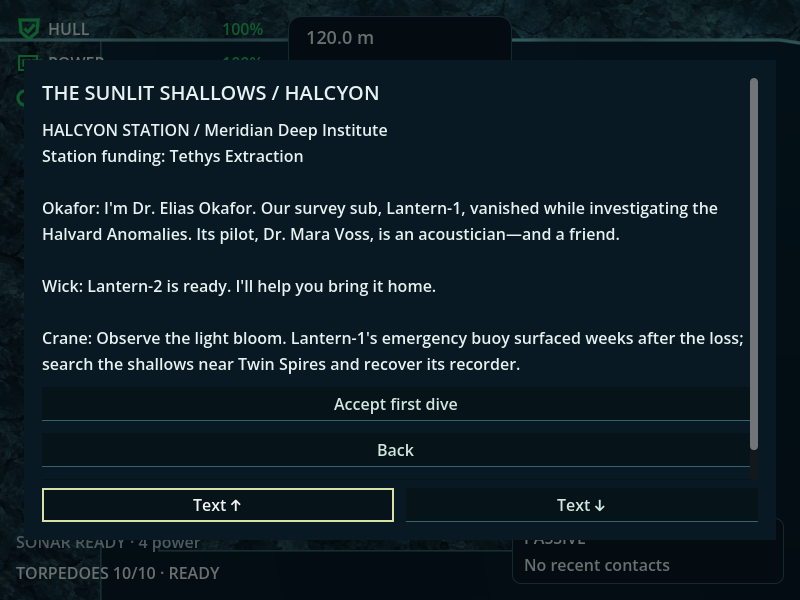 HULL 100%
120.0 m
POWER 100%
THE SUNLIT SHALLOWS / HALCYON
HALCYON STATION / Meridian Deep Institute
Station funding: Tethys Extraction
Okafor: I'm Dr. Elias Okafor. Our survey sub, Lantern-1, vanished while investigating the
Halvard Anomalies. Its pilot, Dr. Mara Voss, is an acoustician—and a friend.
Wick: Lantern-2 is ready. I'll help you bring it home.
Crane: Observe the light bloom. Lantern-1's emergency buoy surfaced weeks after the loss;
search the shallows near Twin Spires and recover its recorder.
Accept first dive
Back
Text ↑
Text ↓
SONAR READY · 4 power
TORPEDOES 10/10 · READY
PASSIVE
No recent contacts